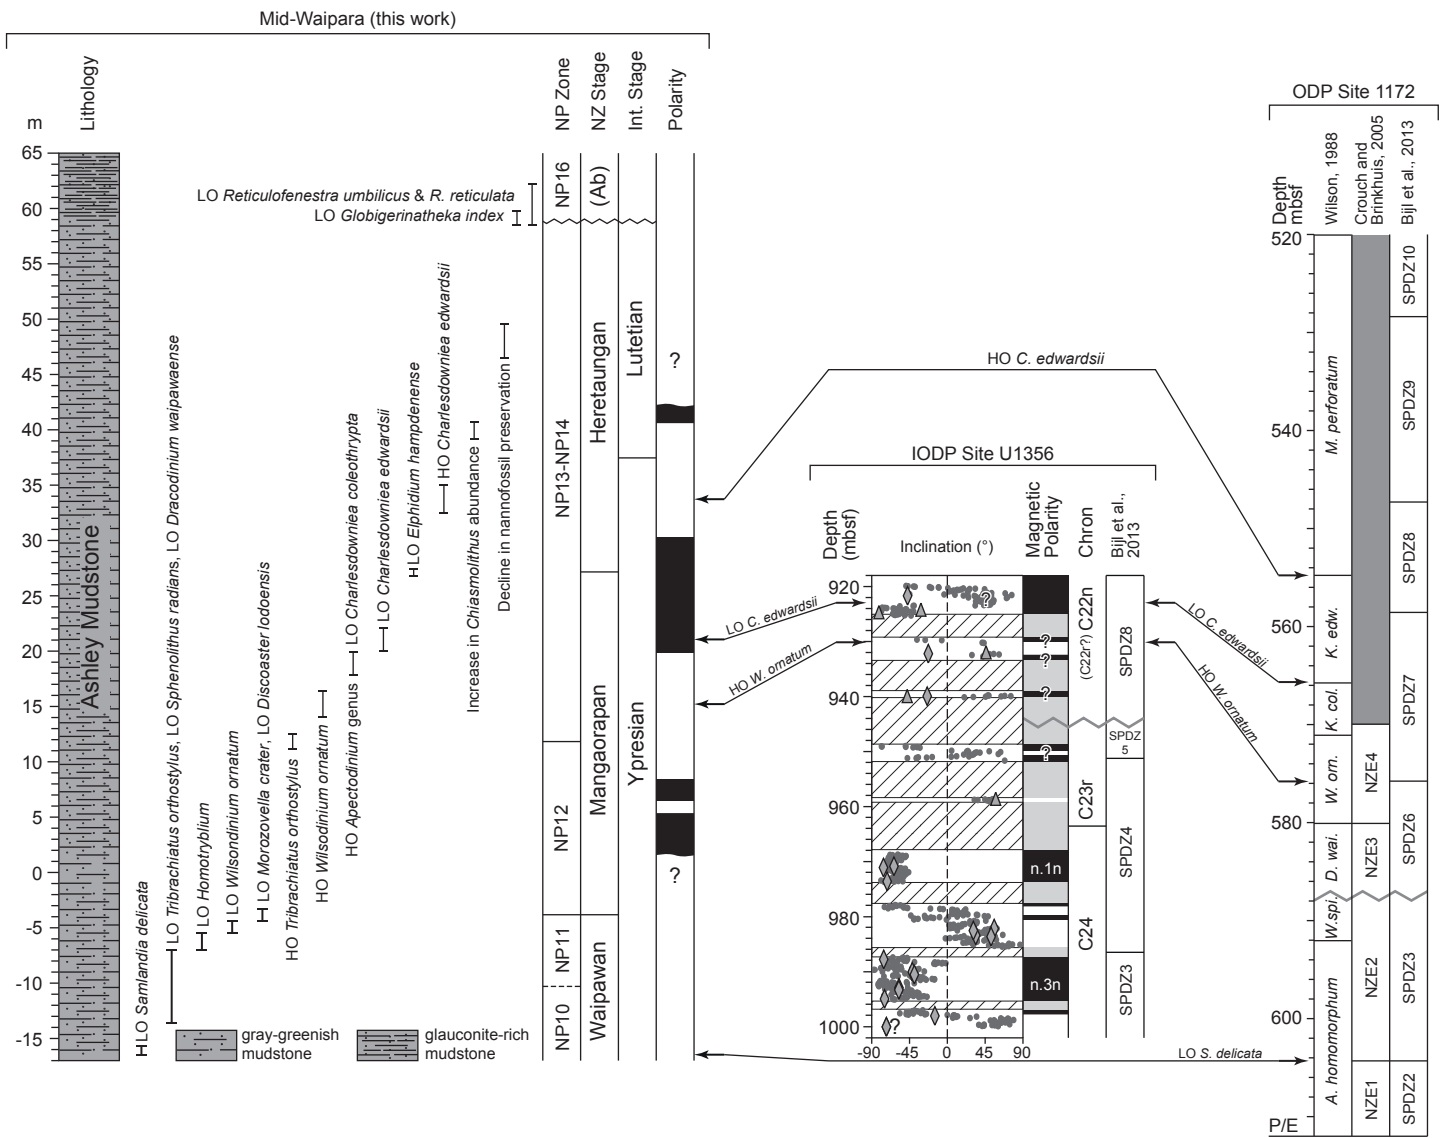 Mid-Waipara (this work)
m
Lithology
NP Zone
NZ Stage
Int. Stage
Polarity
65
60
55
50
45
40
35
30
25
20
15
10
5
0
-5
-10
-15
Ashley Mudstone
HLO Samlandia delicata
LO Tribrachiatus orthostylus, LO Sphenolithus radians, LO Dracodinium waipawaense
LO Homotryblium
LO Wilsondinium ornatum
LO Morozovella crater, LO Discoaster lodoensis
HO Tribrachiatus orthostylus
HO Wilsodinium ornatum
HO Apectodinium genus
LO Charlesdowniea coleothrypta
LO Charlesdowniea edwardsii
LO Elphidium hampdenense
HO Charlesdowniea edwardsii
Increase in Chiasmolithus abundance
Decline in nannofossil preservation
LO Reticulofenestra umbilicus & R. reticulata
LO Globigerinatheka index
gray-greenish
mudstone
glauconite-rich
mudstone
NP16
NP13-NP14
NP12
NP11
NP10
(Ab)
Heretaungan
Mangaorapan
Waipawan
Lutetian
Ypresian
?
?
HO C. edwardsii
LO C. edwardsii
HO W. ornatum
LO S. delicata
IODP Site U1356
Depth
(mbsf)
Inclination (°)
Magnetic
Polarity
Chron
Bijl et al.,
2013
920
940
960
980
1000
-90
-45
0
45
90
?
?
?
?
?
?
?
n.1n
n.3n
C22n
(C22r?)
C23r
C24
SPDZ8
SPDZ
5
SPDZ4
SPDZ3
LO C. edwardsii
HO W. ornatum
ODP Site 1172
Depth
mbsf
Wilson, 1988
Crouch and
Brinkhuis, 2005
Bijl et al., 2013
520
540
560
580
600
P/E
M. perforatum
K. edw.
K. col.
W. orn.
D. wai.
W.spi.
A. homomorphum
NZE4
NZE3
NZE2
NZE1
SPDZ10
SPDZ9
SPDZ8
SPDZ7
SPDZ6
SPDZ3
SPDZ2